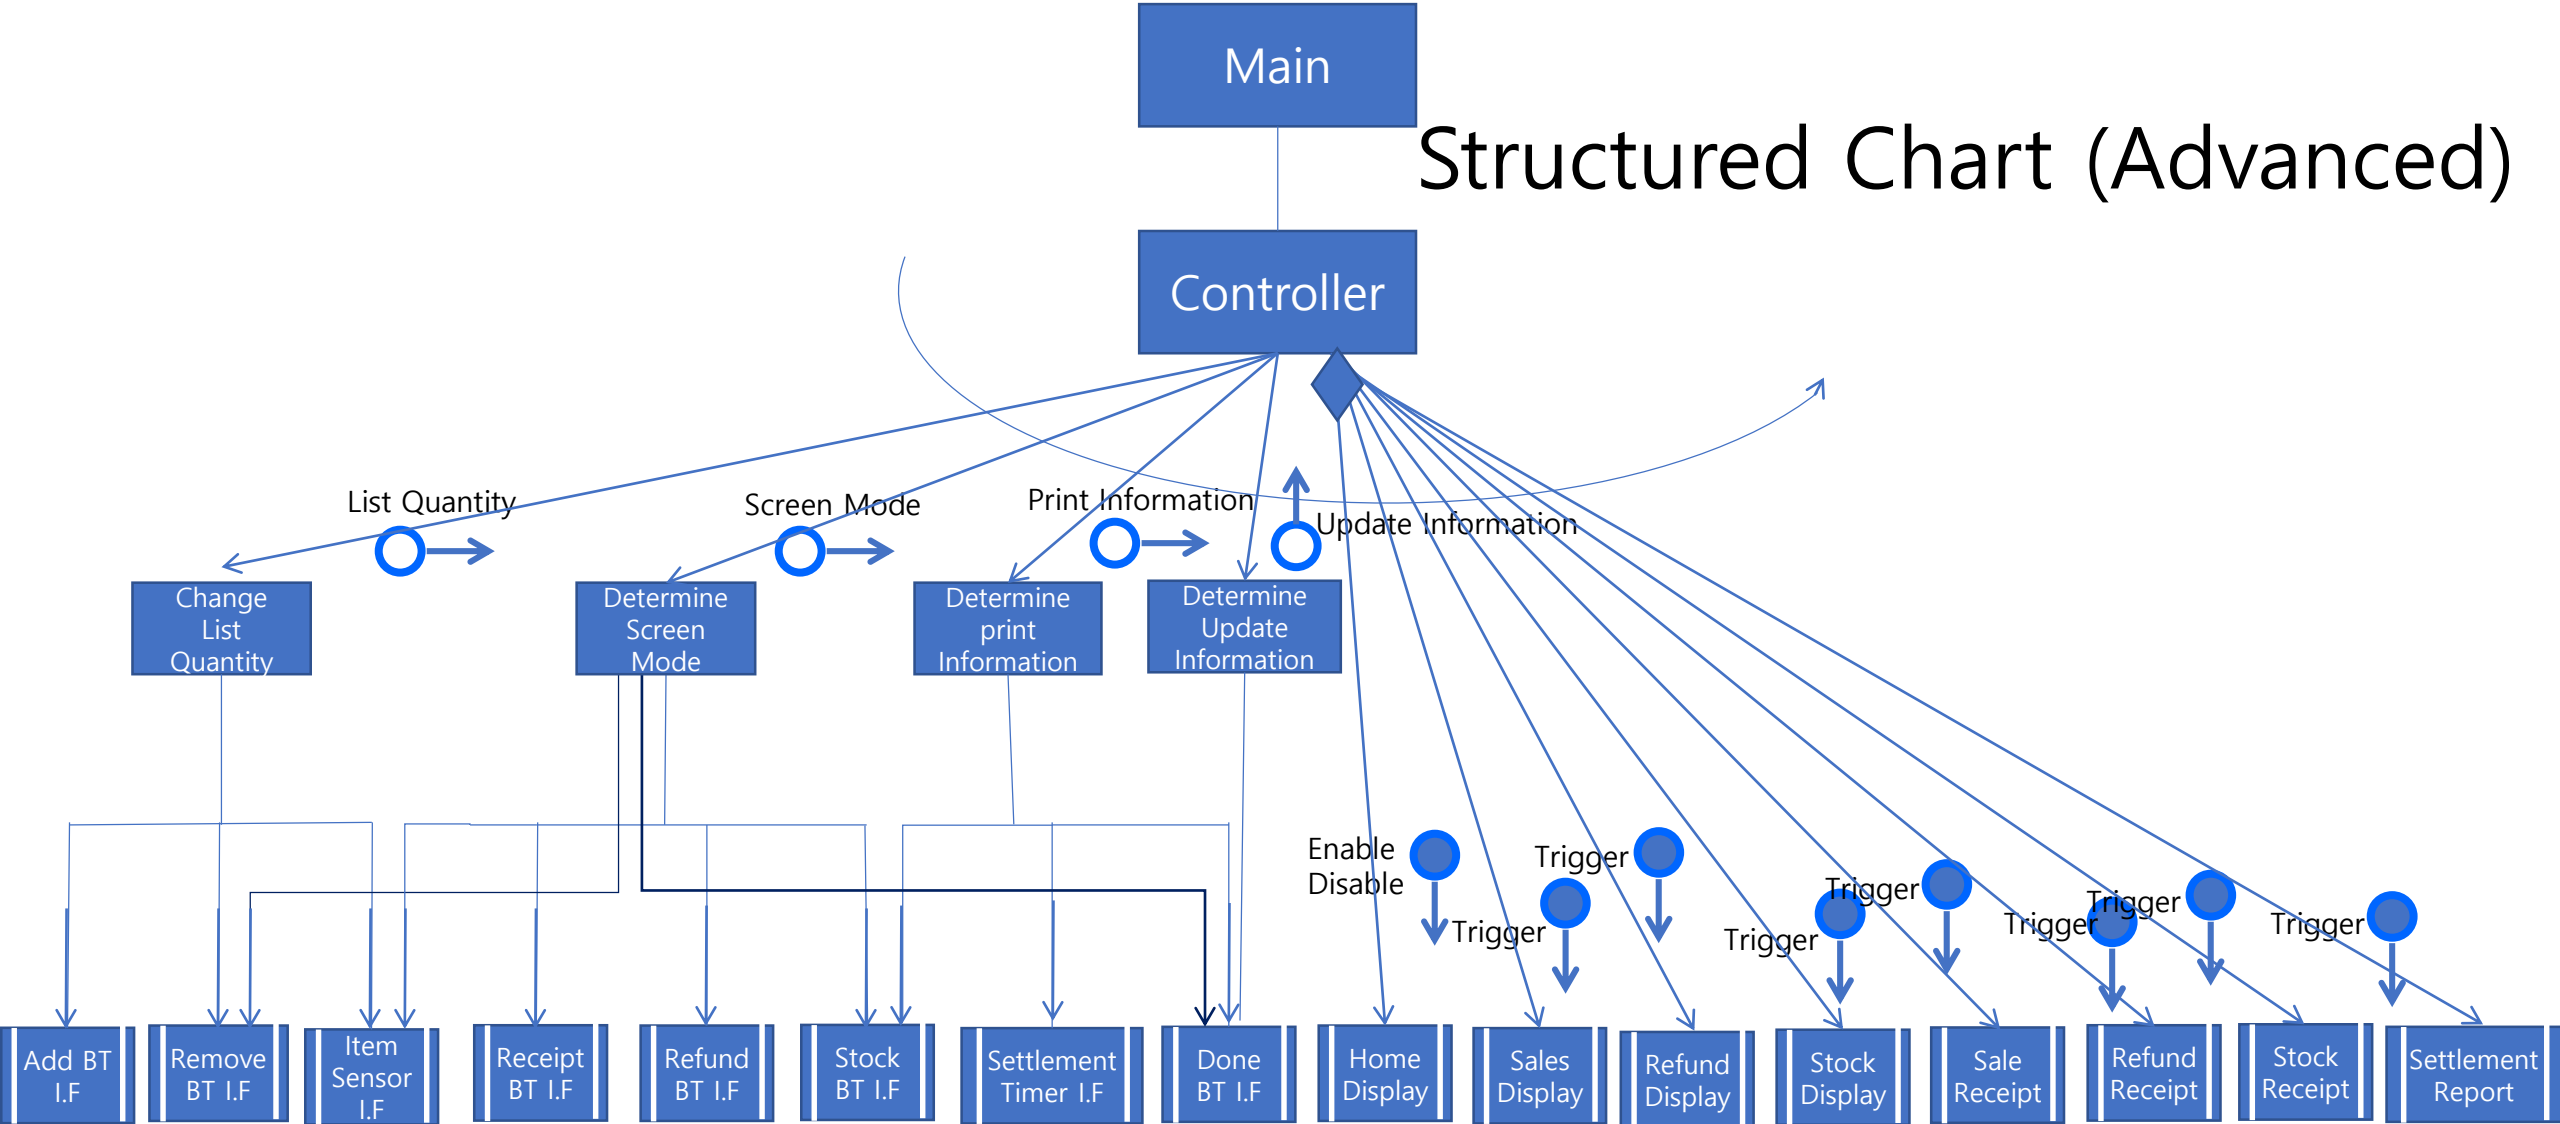 Main
Structured Chart (Advanced)
Controller
List Quantity
Screen Mode
Print Information
Update Information
Change
List
Quantity
Determine
Screen
Mode
Determine
print
Information
Determine
Update
Information
Enable
Disable
Trigger
Trigger
Trigger
Trigger
Trigger
Trigger
Trigger
Add BT
I.F
Remove
BT I.F
Item
Sensor
I.F
Receipt
BT I.F
Refund
BT I.F
Stock
BT I.F
Settlement
Timer I.F
Done
BT I.F
Home
Display
Sales
Display
Refund
Display
Stock
Display
Sale
Receipt
Refund
Receipt
Stock
Receipt
Settlement
Report